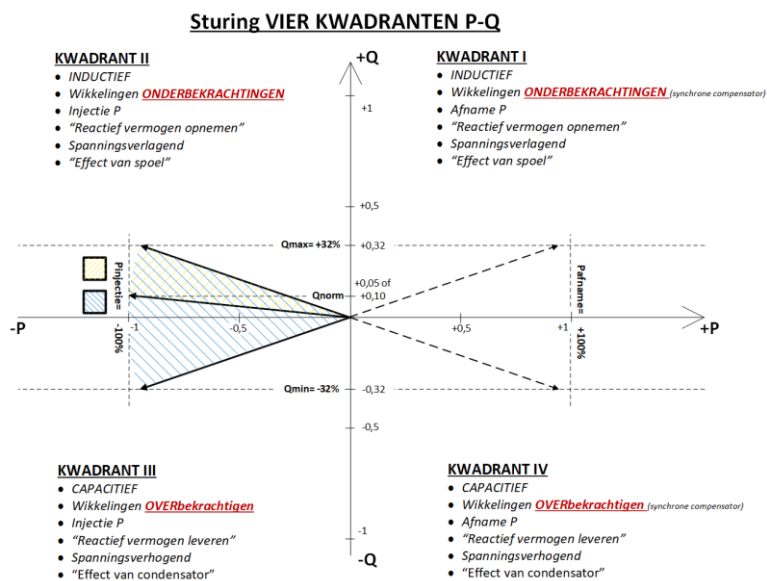 Sturing VIER KWADRANTEN P-Q
KWADRANT II
• INDUCTIEF
• Wikkelingen ONDERBEKRACHTINGEN
• Injectie P
• “Reactief vermogen opnemen”
• Spanningsverlagend
• “Effect van spoel”
+Q
KWADRANT I
• INDUCTIEF
• Wikkelingen ONDERBEKRACHTINGEN (synchrone compensator)
• Afname P
• “Reactief vermogen opnemen”
• Spanningsverlagend
• “Effect van spoel”
+1
+0,5
Qmax= +32%
+0,32
Pinjectie=
-100%
Qnorm
+0,05 of
+0,10
Pafname=
+100%
-P
-1
-0,5
+0,5
+1
+P
Qmin= -32%
-0,32
-0,5
-1
-Q
KWADRANT III
• CAPACITIEF
• Wikkelingen OVERbekrachtigen
• Injectie P
• “Reactief vermogen leveren”
• Spanningsverhogend
• “Effect van condensator”
KWADRANT IV
• CAPACITIEF
• Wikkelingen OVERbekrachtigen (synchrone compensator)
• Afname P
• “Reactief vermogen leveren”
• Spanningsverhogend
• “Effect van condensator”